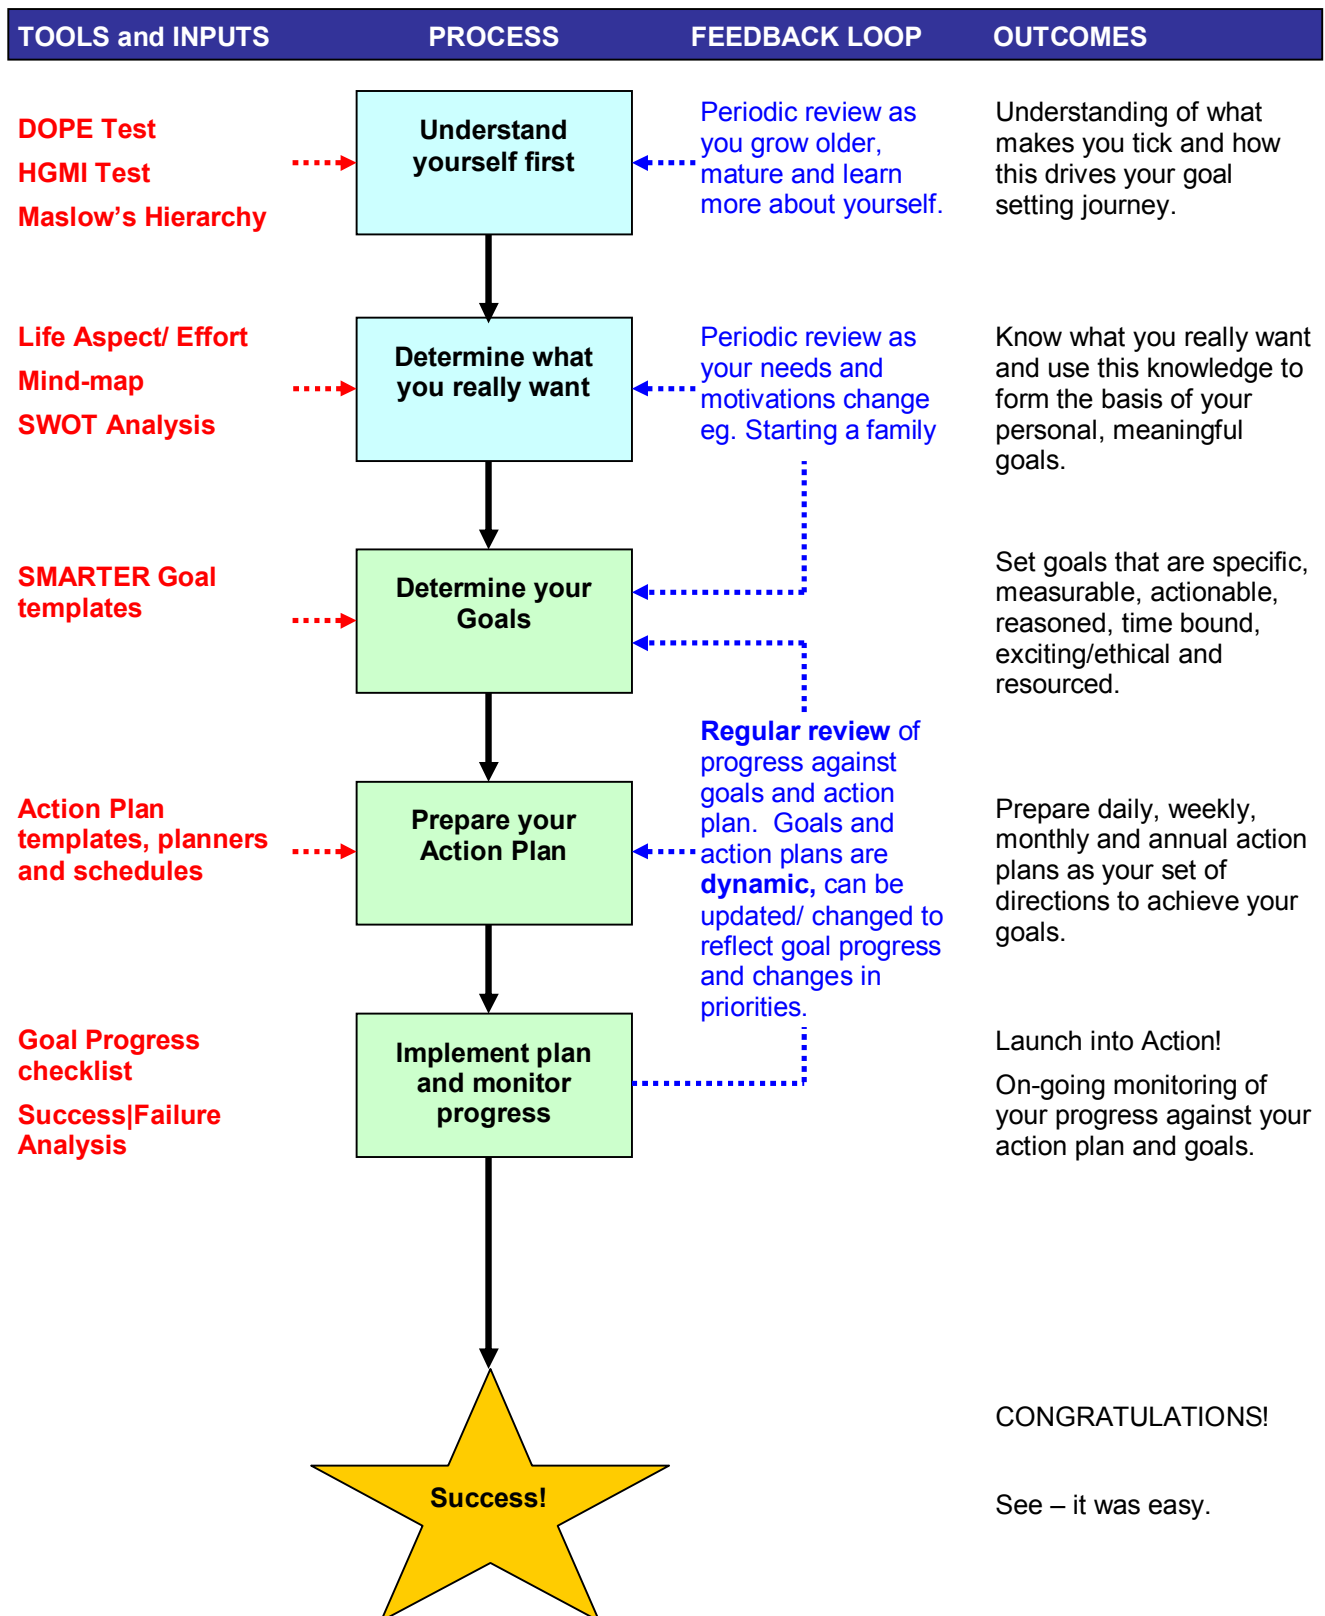 TOOLS and INPUTS PROCESS FEEDBACK LOOP OUTCOMES
DOPE Test
HGMI Test
Maslow's Hierarchy
Understand
yourself first
Periodic review as
you grow older,
mature and learn
more about yourself.
Understanding of what
makes you tick and how
this drives your goal
setting journey.
Life Aspect/ Effort
Mind-map
SWOT Analysis
Determine what
you really want
Periodic review as
your needs and
motivations change
eg. Starting a family
Know what you really want
and use this knowledge to
form the basis of your
personal, meaningful
goals.
SMARTER Goal
templates
Determine your
Goals
Set goals that are specific,
measurable, actionable,
reasoned, time bound,
exciting/ethical and
resourced.
Action Plan
templates, planners
and schedules
Prepare your
Action Plan
Regular review of
progress against
goals and action
plan.  Goals and
action plans are
dynamic, can be
updated/ changed to
reflect goal progress
and changes in
priorities.
Prepare daily, weekly,
monthly and annual action
plans as your set of
directions to achieve your
goals.
Goal Progress
checklist
Success|Failure
Analysis
Implement plan
and monitor
progress
Launch into Action!
On-going monitoring of
your progress against your
action plan and goals.
Success!
CONGRATULATIONS!
See – it was easy.